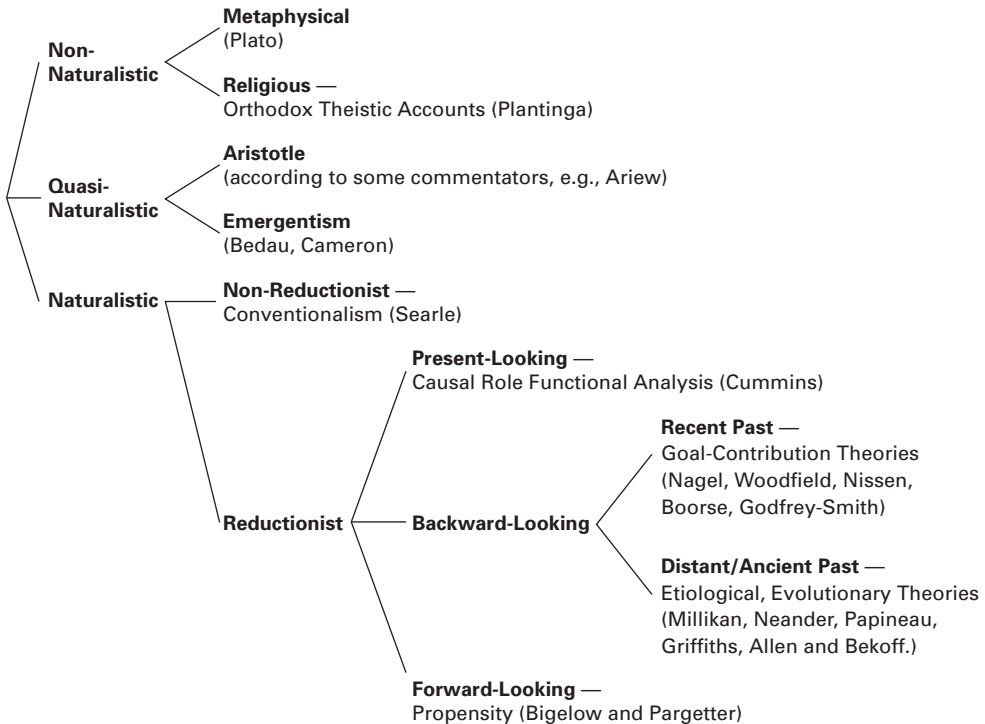 Metaphysical
(Plato)
Non-
Naturalistic
Religious —
Orthodox Theistic Accounts (Plantinga)
Aristotle
(according to some commentators, e.g., Ariew)
Quasi-
Naturalistic
Emergentism
(Bedau, Cameron)
Naturalistic
Non-Reductionist —
Conventionalism (Searle)
Present-Looking —
Causal Role Functional Analysis (Cummins)
Recent Past —
Goal-Contribution Theories
(Nagel, Woodfield, Nissen,
Boorse, Godfrey-Smith)
Reductionist
Backward-Looking
Distant/Ancient Past —
Etiological, Evolutionary Theories
(Millikan, Neander, Papineau,
Griffiths, Allen and Bekoff.)
Forward-Looking —
Propensity (Bigelow and Pargetter)